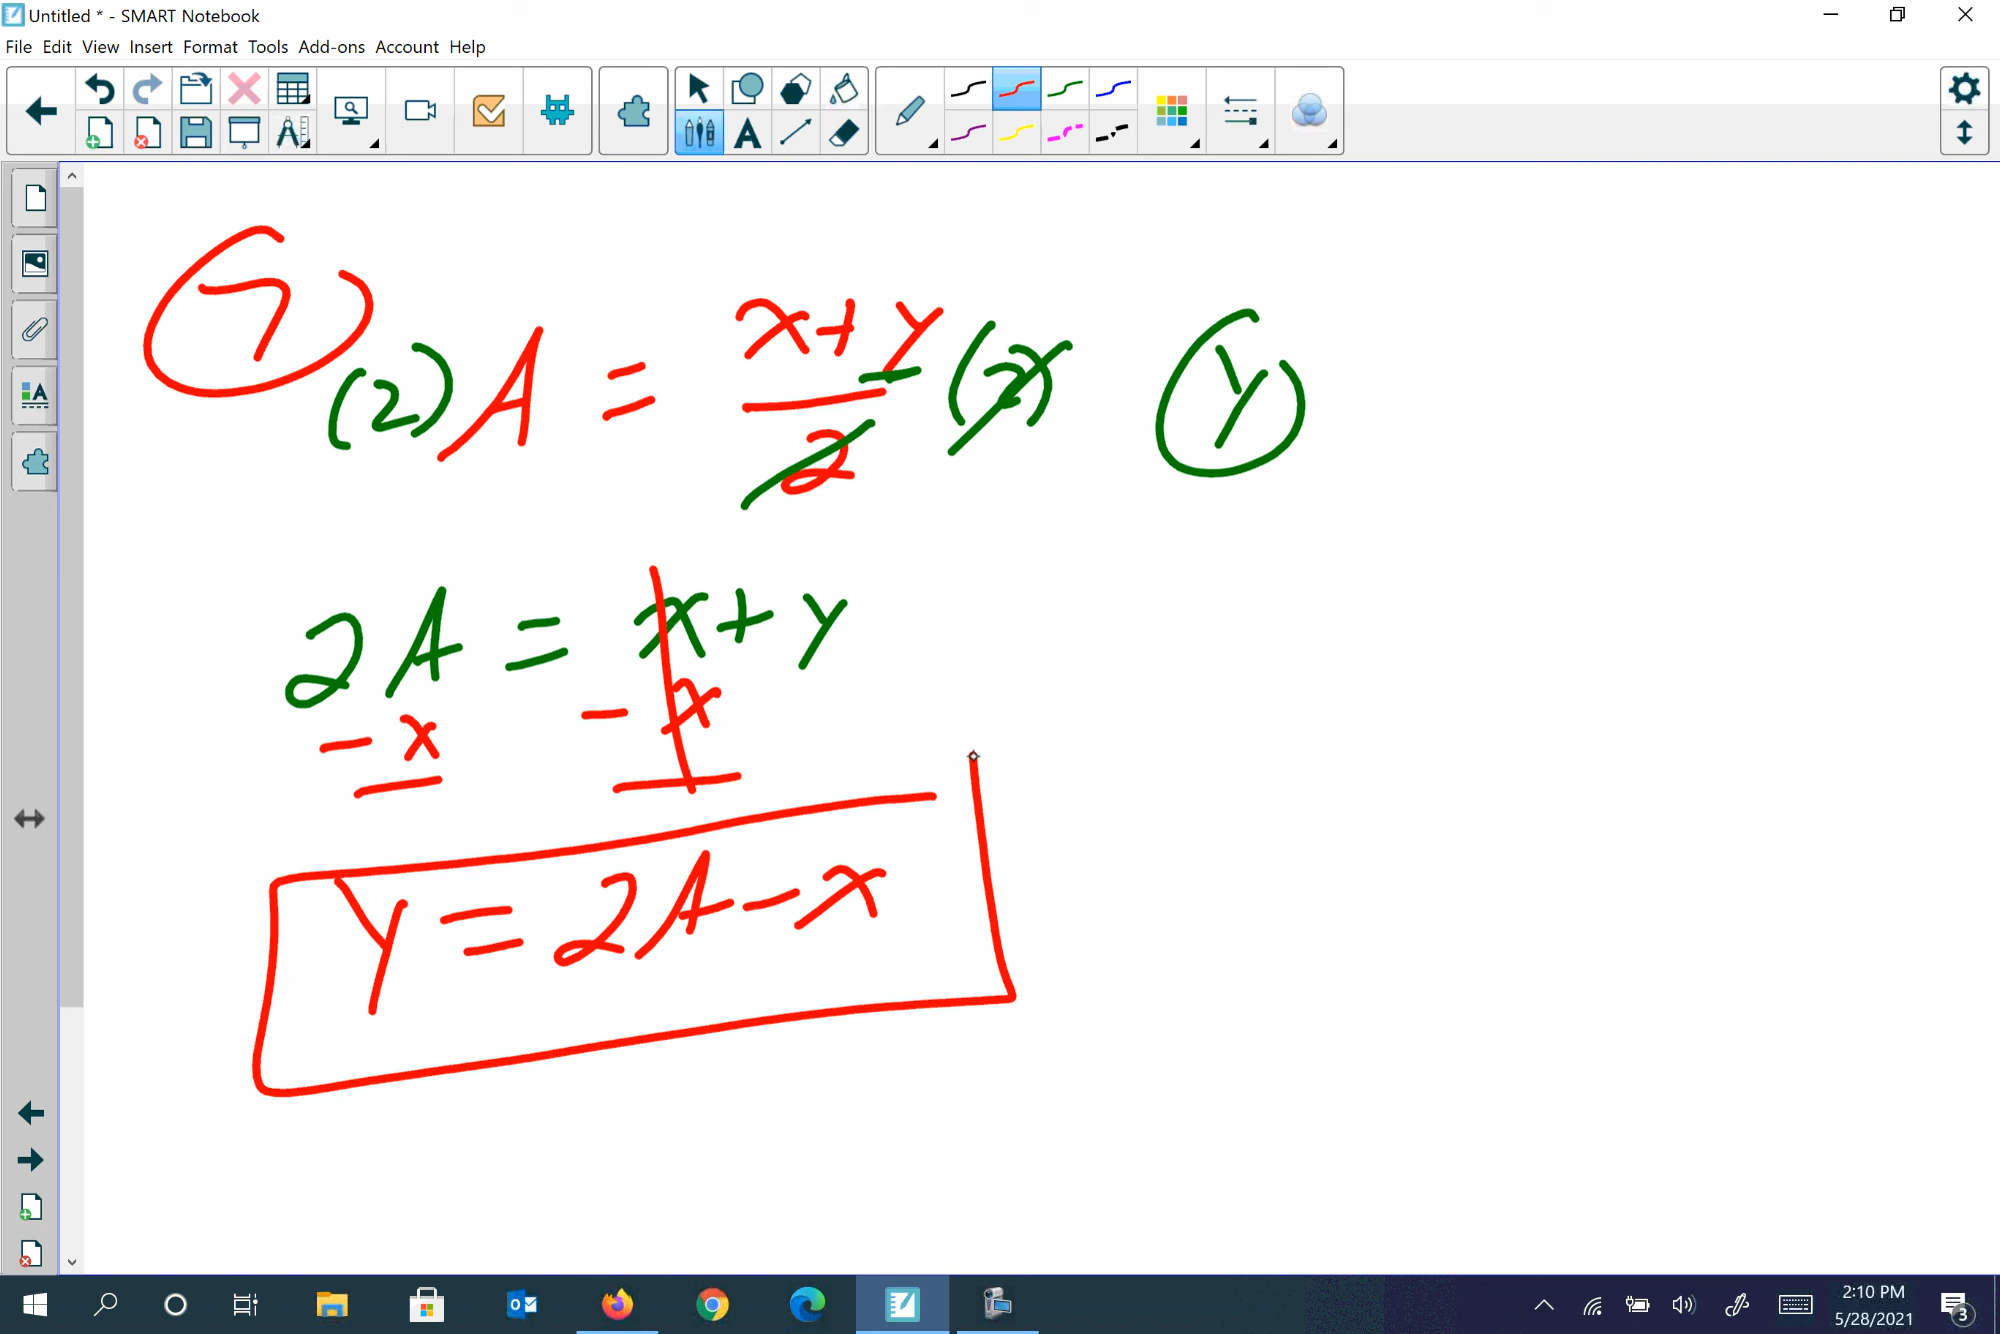 Untitled * - SMART Notebook
File Edit View Insert Format Tools Add-ons Account Help
7
(2) A = x+y/2 (2) Y
2A = x + y
- x - x
Y = 2A - x
2:10 PM
5/28/2021
3